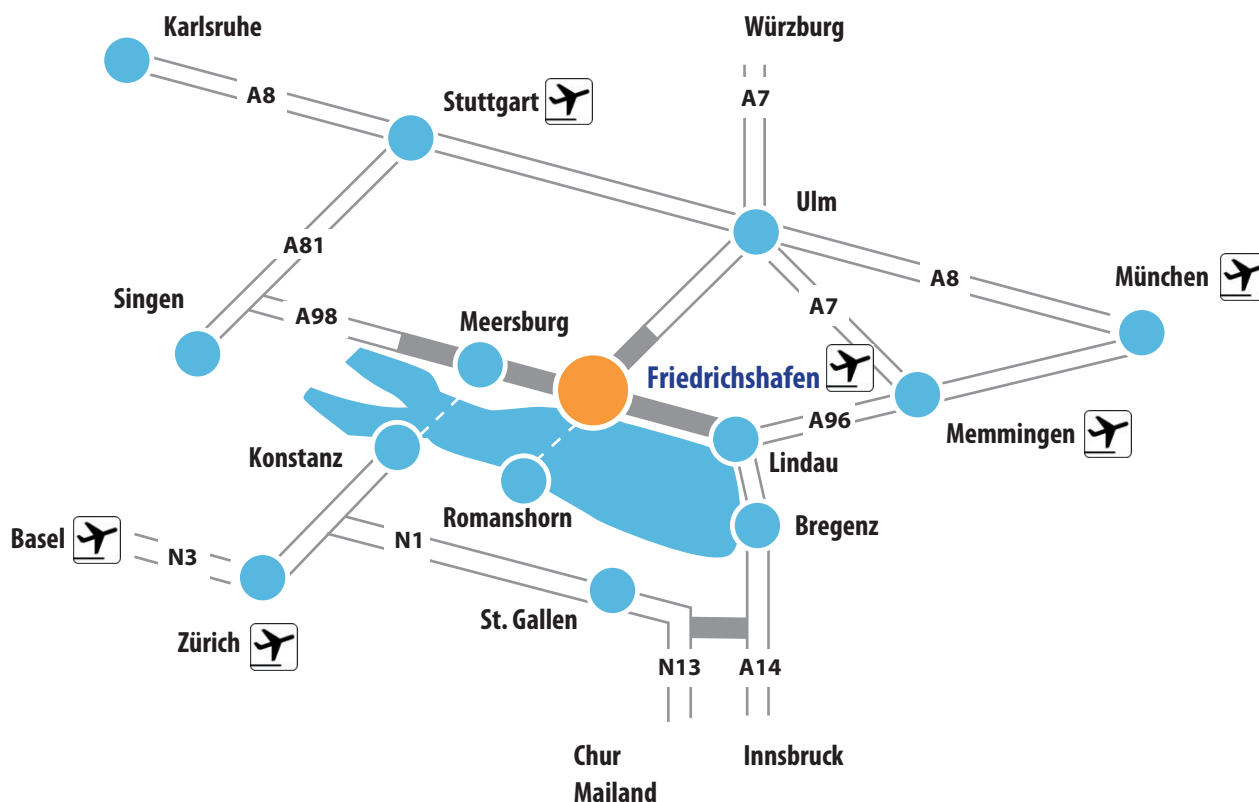 Karlsruhe
Würzburg
A8
Stuttgart
A7
Ulm
A81
A8
München
Singen
A98
Meersburg
A7
Friedrichshafen
A96
Memmingen
Konstanz
Lindau
Romanshorn
Bregenz
Basel
N3
N1
St. Gallen
Zürich
N13
A14
Chur
Innsbruck
Mailand